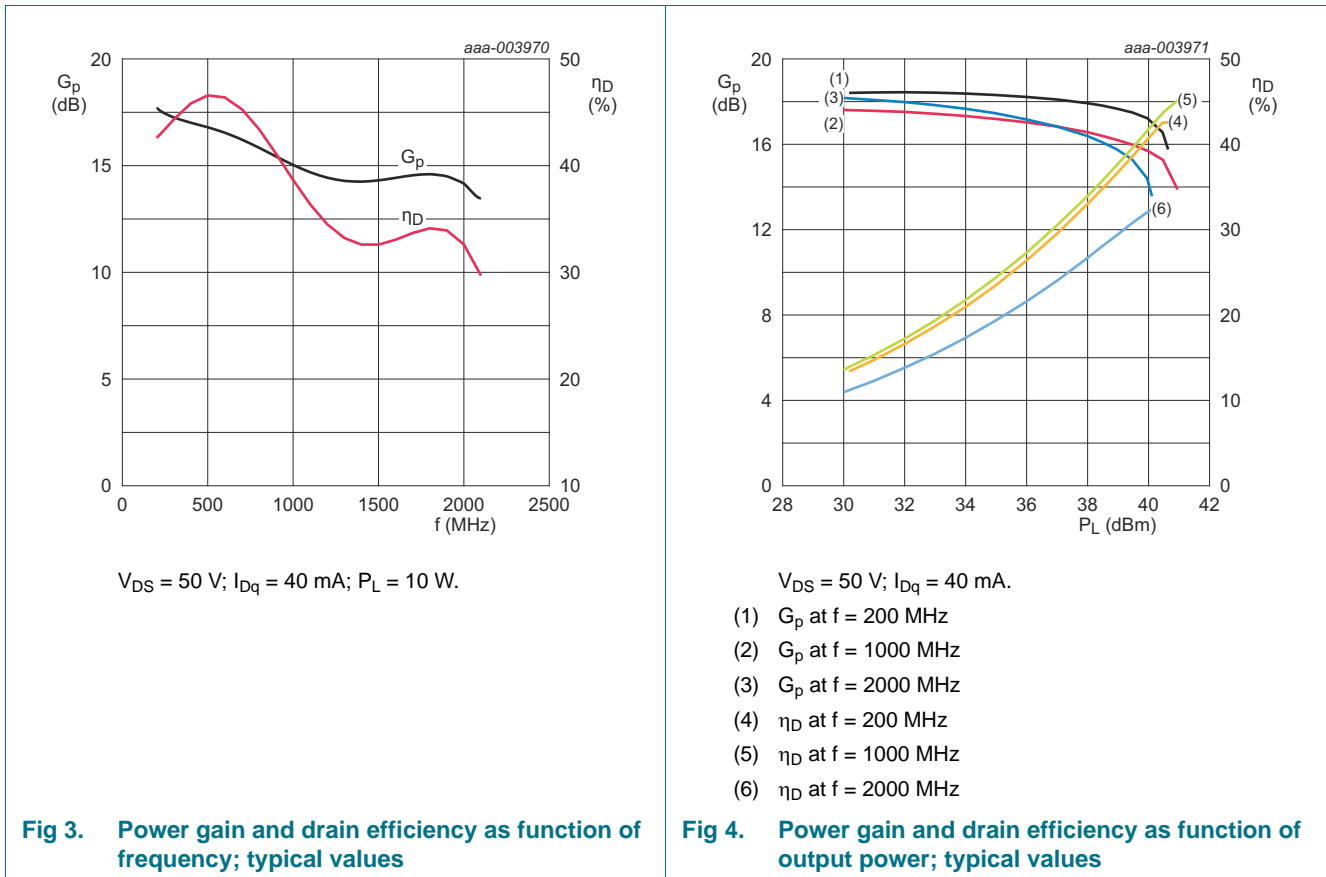 aaa-003970
G_p
(dB)
η_D
(%)
20
15
10
5
0
50
40
30
20
10
G_p
η_D
0 500 1000 1500 2000 2500
f (MHz)
V_DS = 50 V; I_Dq = 40 mA; P_L = 10 W.
Fig 3. Power gain and drain efficiency as function of
frequency; typical values
aaa-003971
G_p
(dB)
η_D
(%)
20
16
12
8
4
0
50
40
30
20
10
0
(1)
(3)
(2)
(5)
(4)
(6)
28 30 32 34 36 38 40 42
P_L (dBm)
V_DS = 50 V; I_Dq = 40 mA.
(1) G_p at f = 200 MHz
(2) G_p at f = 1000 MHz
(3) G_p at f = 2000 MHz
(4) η_D at f = 200 MHz
(5) η_D at f = 1000 MHz
(6) η_D at f = 2000 MHz
Fig 4. Power gain and drain efficiency as function of
output power; typical values